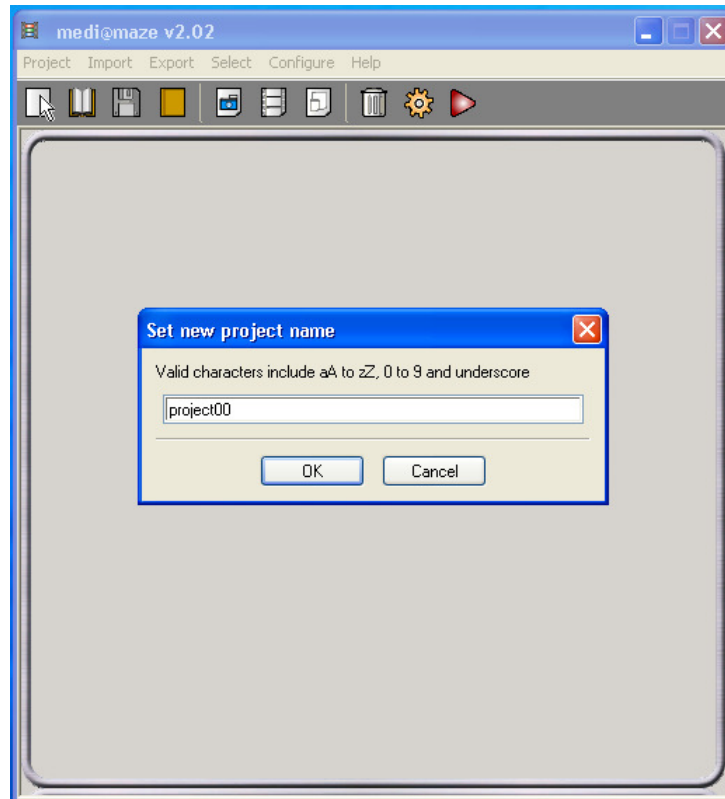 medi@maze v2.02
Project Import Export Select Configure Help
Set new project name
Valid characters include aA to zZ, 0 to 9 and underscore
project00
OK Cancel